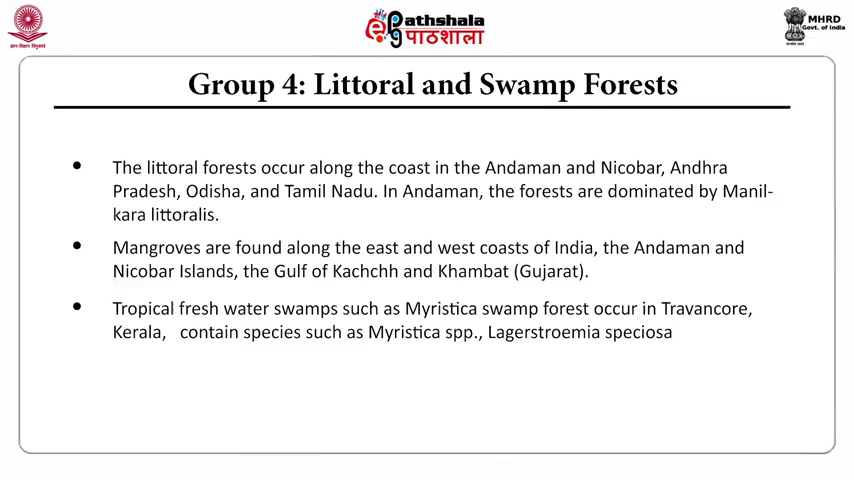 ePathshala
पाठशाला
MHRD
Govt. of India
Group 4: Littoral and Swamp Forests
• The littoral forests occur along the coast in the Andaman and Nicobar, Andhra
Pradesh, Odisha, and Tamil Nadu. In Andaman, the forests are dominated by Manil-
kara littoralis.
• Mangroves are found along the east and west coasts of India, the Andaman and
Nicobar Islands, the Gulf of Kachchh and Khambat (Gujarat).
• Tropical fresh water swamps such as Myristica swamp forest occur in Travancore,
Kerala, contain species such as Myristica spp., Lagerstroemia speciosa